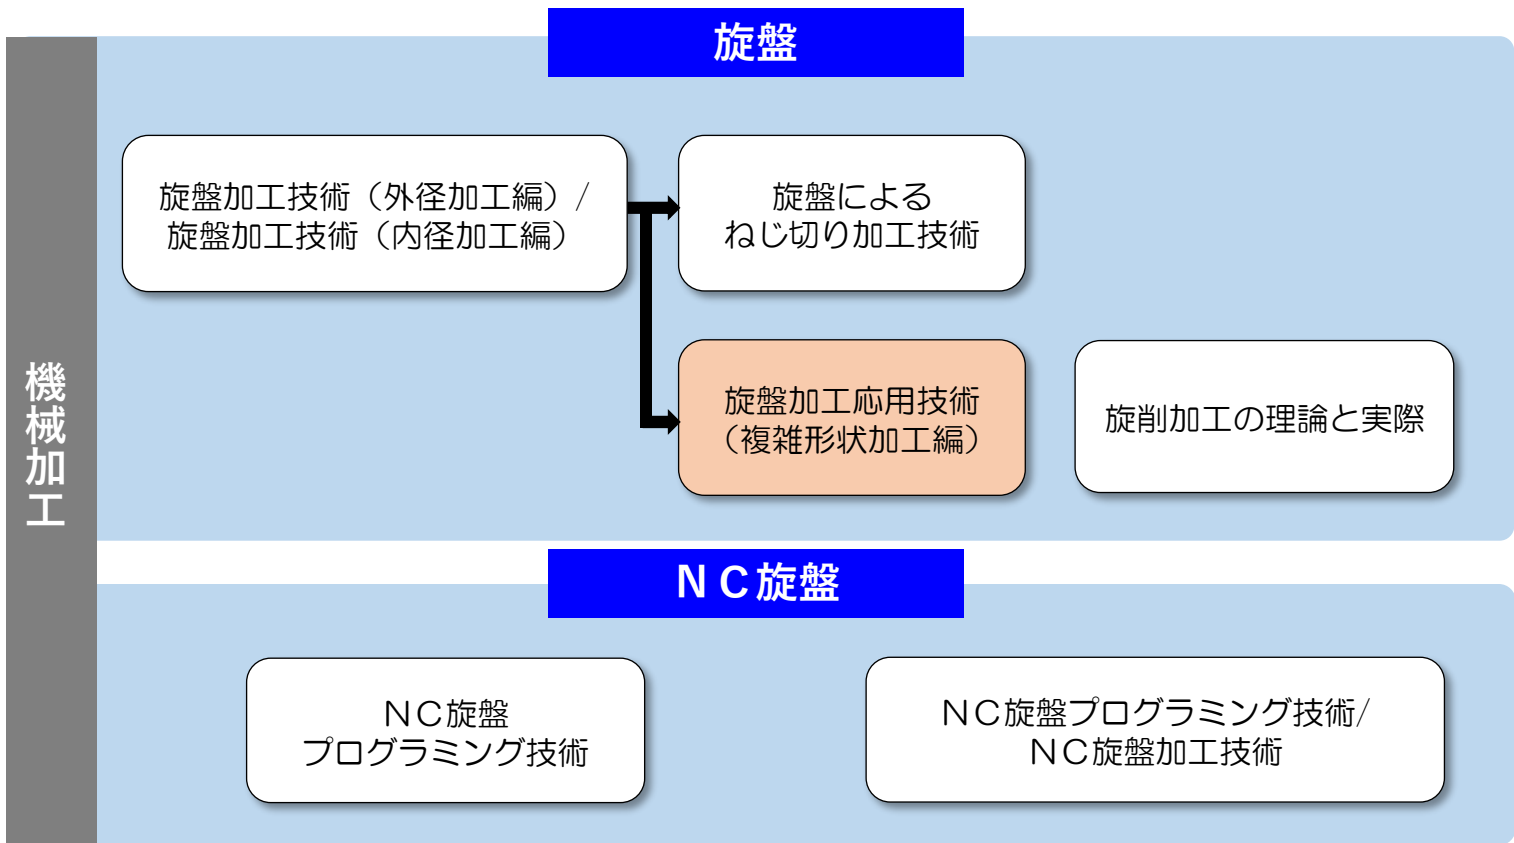 機械加工
旋盤
旋盤加工技術（外径加工編）/
旋盤加工技術（内径加工編）
旋盤による
ねじ切り加工技術
旋盤加工応用技術
（複雑形状加工編）
旋削加工の理論と実際
ＮＣ旋盤
ＮＣ旋盤
プログラミング技術
ＮＣ旋盤プログラミング技術/
ＮＣ旋盤加工技術